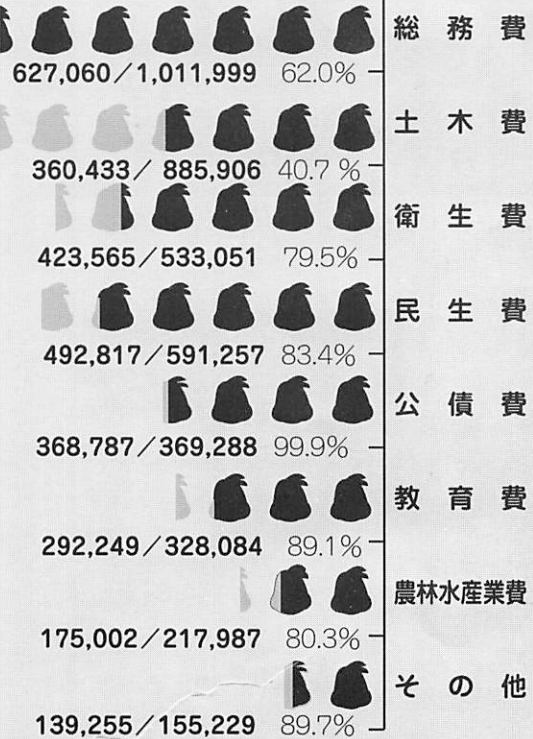 総務費
627,060／1,011,999 62.0%
土木費
360,433／885,906 40.7%
衛生費
423,565／533,051 79.5%
民生費
492,817／591,257 83.4%
公債費
368,787／369,288 99.9%
教育費
292,249／328,084 89.1%
農林水産業費
175,002／217,987 80.3%
その他
139,255／155,229 89.7%